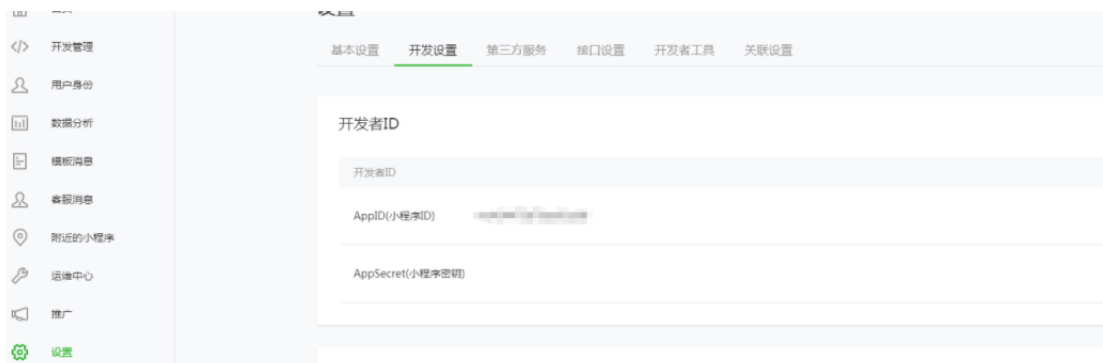 设置
开发管理
基本设置 开发设置 第三方服务 接口设置 开发者工具 关联设置
用户身份
数据分析
开发者ID
模板消息
开发者ID
客服消息
AppID(小程序ID)
附近的小程序
运维中心
AppSecret(小程序密钥)
推广
设置